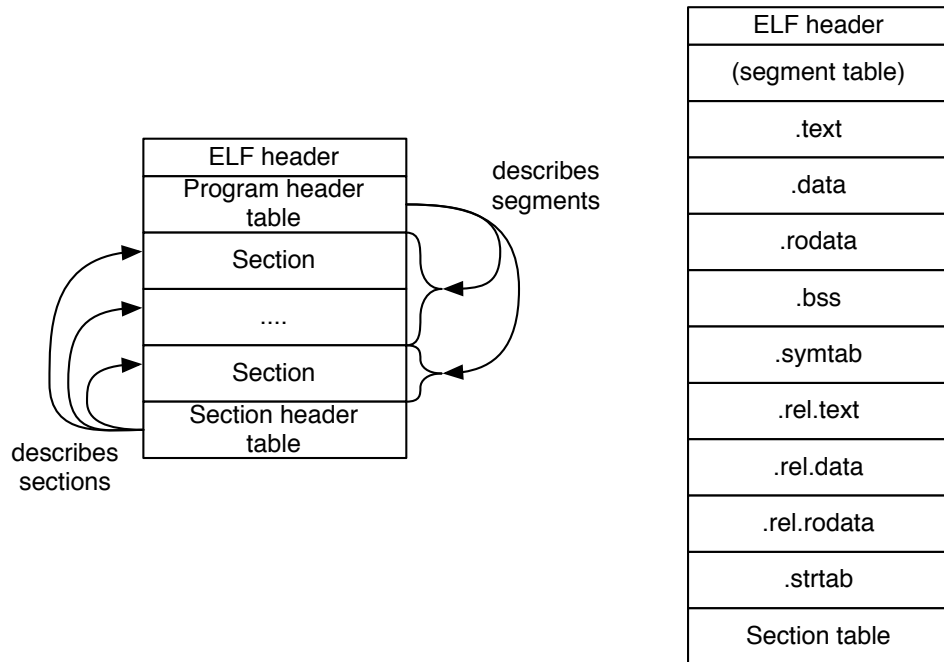 ELF header
Program header
table
Section
....
Section
Section header
table
describes
segments
describes
sections
ELF header
(segment table)
.text
.data
.rodata
.bss
.symtab
.rel.text
.rel.data
.rel.rodata
.strtab
Section table